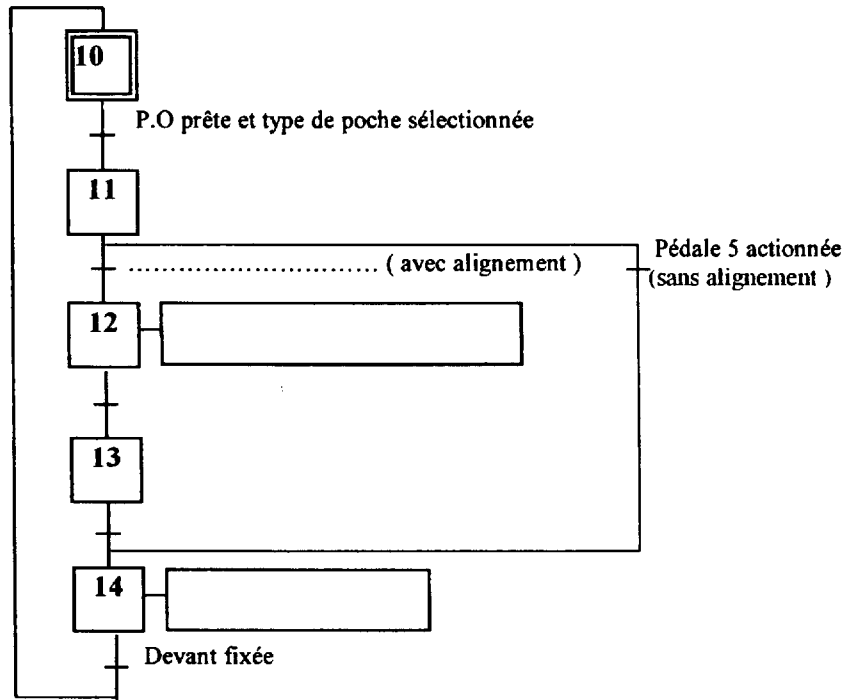 10
P.O prête et type de poche sélectionnée
11
............................ ( avec alignement )
Pédale 5 actionnée
(sans alignement )
12
13
14
Devant fixée